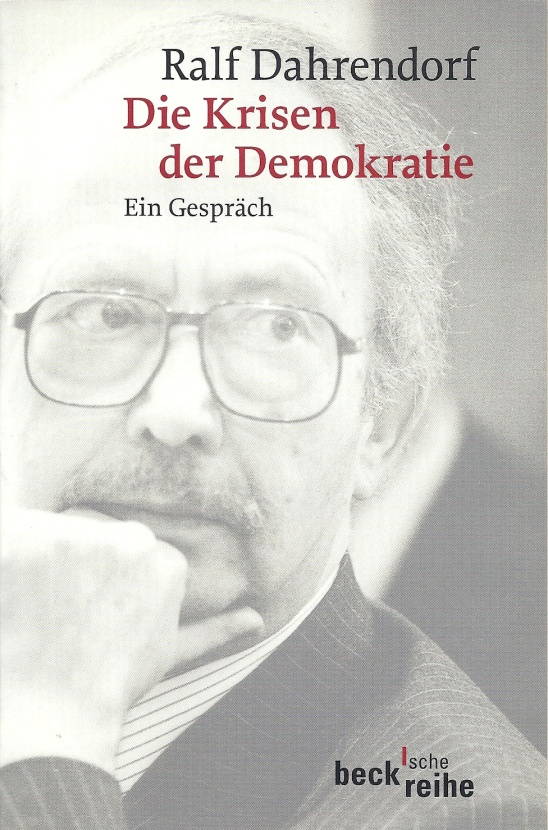 Ralf Dahrendorf
Die Krisen
der Demokratie
Ein Gespräch
beck'sche
reihe